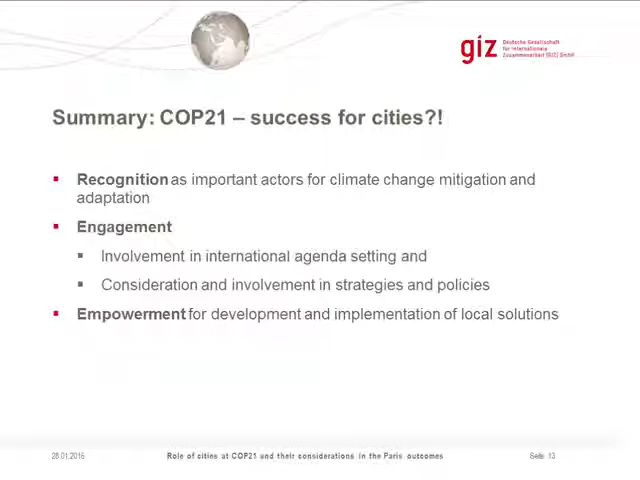 giz
Deutsche Gesellschaft
für Internationale
Zusammenarbeit (GIZ) GmbH
Summary: COP21 – success for cities?!
Recognition as important actors for climate change mitigation and
adaptation
Engagement
Involvement in international agenda setting and
Consideration and involvement in strategies and policies
Empowerment for development and implementation of local solutions
28.01.2016 Role of cities at COP21 and their considerations in the Paris outcomes Seite 13